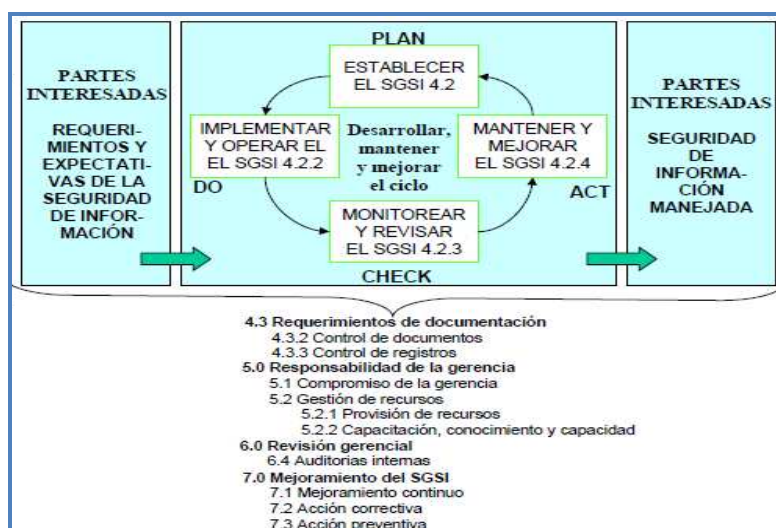 PARTES
INTERESADAS
REQUERI-
MIENTOS Y
EXPECTATI-
VAS DE LA
SEGURIDAD
DE INFOR-
MACIÓN
PLAN
ESTABLECER
EL SGSI 4.2
IMPLEMENTAR
Y OPERAR EL
EL SGSI 4.2.2
DO
Desarrollar,
mantener
y mejorar
el ciclo
MANTENER Y
MEJORAR
EL SGSI 4.2.4
ACT
MONITOREAR
Y REVISAR
EL SGSI 4.2.3
CHECK
PARTES
INTERESADAS
SEGURIDAD
DE
INFORMA-
CIÓN
MANEJADA
4.3 Requerimientos de documentación
4.3.2 Control de documentos
4.3.3 Control de registros
5.0 Responsabilidad de la gerencia
5.1 Compromiso de la gerencia
5.2 Gestión de recursos
5.2.1 Provisión de recursos
5.2.2 Capacitación, conocimiento y capacidad
6.0 Revisión gerencial
6.4 Auditorias internas
7.0 Mejoramiento del SGSI
7.1 Mejoramiento continuo
7.2 Acción correctiva
7.3 Acción preventiva